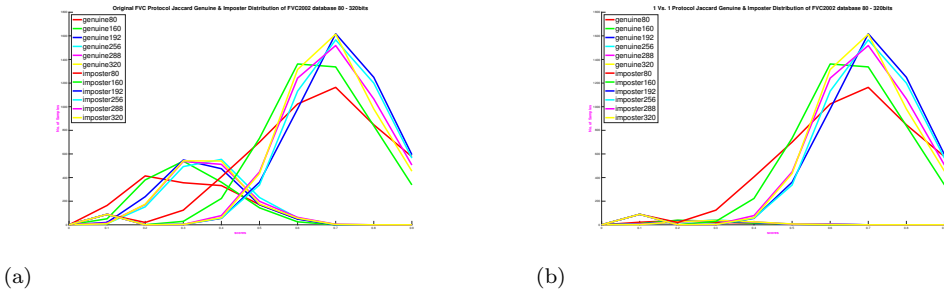 Original FVC Protocol Jaccard Genuine & Imposter Distribution of FVC2002 database 80 - 320bits
genuine80
genuine160
genuine192
genuine256
genuine288
genuine320
imposter80
imposter160
imposter192
imposter256
imposter288
imposter320
scores
(a)
1 Vs. 1 Protocol Jaccard Genuine & Imposter Distribution of FVC2002 database 80 - 320bits
genuine80
genuine160
genuine192
genuine256
genuine288
genuine320
imposter80
imposter160
imposter192
imposter256
imposter288
imposter320
scores
(b)